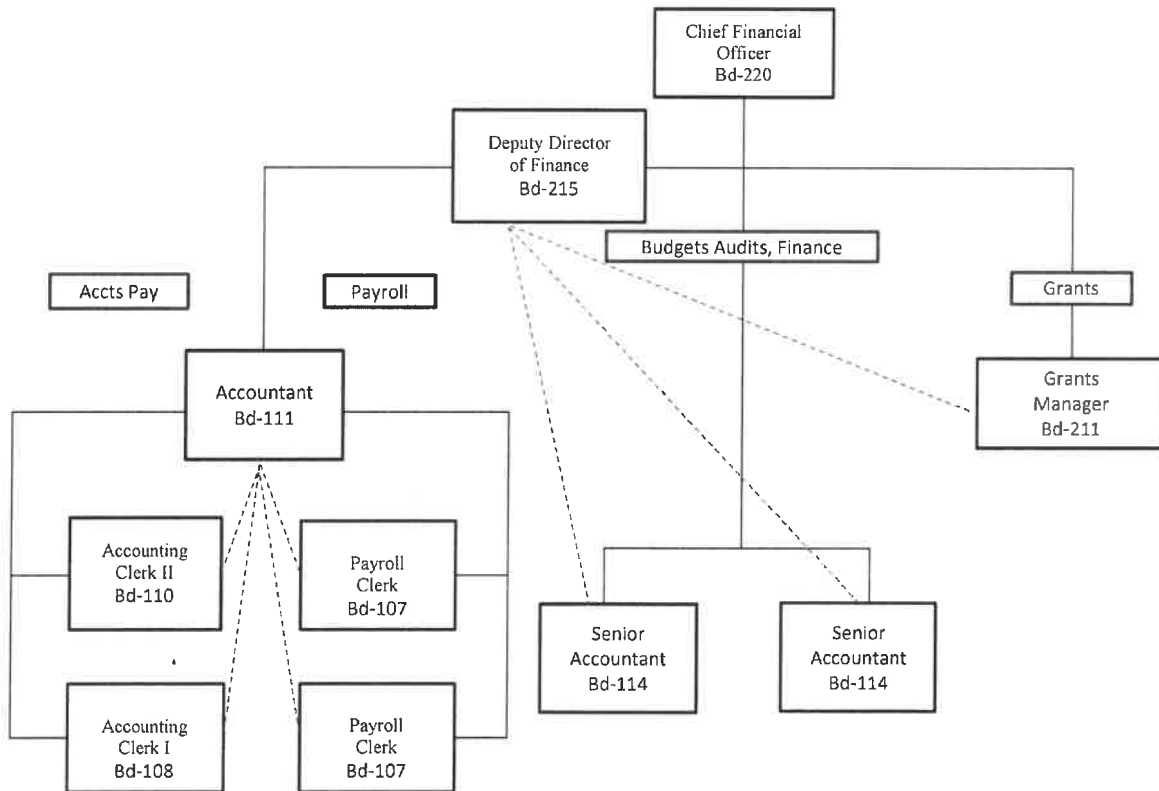 Chief Financial
Officer
Bd-220
Deputy Director
of Finance
Bd-215
Budgets Audits, Finance
Accts Pay
Payroll
Grants
Accountant
Bd-111
Grants
Manager
Bd-211
Accounting
Clerk II
Bd-110
Payroll
Clerk
Bd-107
Senior
Accountant
Bd-114
Senior
Accountant
Bd-114
Accounting
Clerk I
Bd-108
Payroll
Clerk
Bd-107